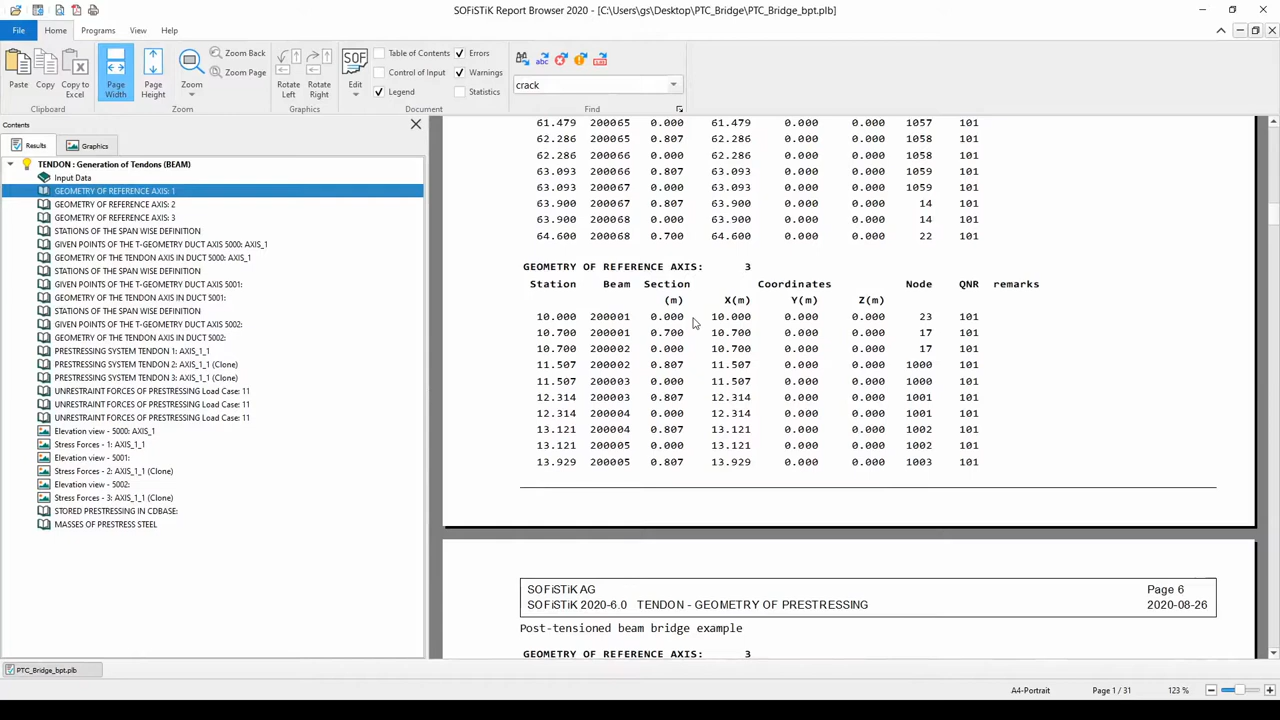 SOFiSTiK Report Browser 2020 - [C:\Users\gs\Desktop\PTC_Bridge\PTC_Bridge_bpt.plb]
File Home Programs View Help
Paste Copy Copy to Excel
Clipboard
Page Width Page Height Zoom Zoom Back Zoom Page
Zoom
Rotate Left Rotate Right
Graphics
SOF Edit
Table of Contents Errors
Control of Input Warnings
Legend Statistics
Document
abc
crack
Find
Contents
Results Graphics
TENDON : Generation of Tendons (BEAM)
Input Data
GEOMETRY OF REFERENCE AXIS: 1
GEOMETRY OF REFERENCE AXIS: 2
GEOMETRY OF REFERENCE AXIS: 3
STATIONS OF THE SPAN WISE DEFINITION
GIVEN POINTS OF THE T-GEOMETRY DUCT AXIS 5000: AXIS_1
GEOMETRY OF THE TENDON AXIS IN DUCT 5000: AXIS_1
STATIONS OF THE SPAN WISE DEFINITION
GIVEN POINTS OF THE T-GEOMETRY DUCT AXIS 5001:
GEOMETRY OF THE TENDON AXIS IN DUCT 5001:
STATIONS OF THE SPAN WISE DEFINITION
GIVEN POINTS OF THE T-GEOMETRY DUCT AXIS 5002:
GEOMETRY OF THE TENDON AXIS IN DUCT 5002:
PRESTRESSING SYSTEM TENDON 1: AXIS_1_1
PRESTRESSING SYSTEM TENDON 2: AXIS_1_1 (Clone)
PRESTRESSING SYSTEM TENDON 3: AXIS_1_1 (Clone)
UNRESTRAINT FORCES OF PRESTRESSING Load Case: 11
UNRESTRAINT FORCES OF PRESTRESSING Load Case: 11
UNRESTRAINT FORCES OF PRESTRESSING Load Case: 11
Elevation view - 5000: AXIS_1
Stress Forces - 1: AXIS_1_1
Elevation view - 5001:
Stress Forces - 2: AXIS_1_1 (Clone)
Elevation view - 5002:
Stress Forces - 3: AXIS_1_1 (Clone)
STORED PRESTRESSING IN CDBASE:
MASSES OF PRESTRESS STEEL
61.479 200065 0.000 61.479 0.000 0.000 1057 101
62.286 200065 0.807 62.286 0.000 0.000 1058 101
62.286 200066 0.000 62.286 0.000 0.000 1058 101
63.093 200066 0.807 63.093 0.000 0.000 1059 101
63.093 200067 0.000 63.093 0.000 0.000 1059 101
63.900 200067 0.807 63.900 0.000 0.000 14 101
63.900 200068 0.000 63.900 0.000 0.000 14 101
64.600 200068 0.700 64.600 0.000 0.000 22 101
GEOMETRY OF REFERENCE AXIS: 3
Station Beam Section Coordinates Node QNR remarks
(m) X(m) Y(m) Z(m)
10.000 200001 0.000 10.000 0.000 0.000 23 101
10.700 200001 0.700 10.700 0.000 0.000 17 101
10.700 200002 0.000 10.700 0.000 0.000 17 101
11.507 200002 0.807 11.507 0.000 0.000 1000 101
11.507 200003 0.000 11.507 0.000 0.000 1000 101
12.314 200003 0.807 12.314 0.000 0.000 1001 101
12.314 200004 0.000 12.314 0.000 0.000 1001 101
13.121 200004 0.807 13.121 0.000 0.000 1002 101
13.121 200005 0.000 13.121 0.000 0.000 1002 101
13.929 200005 0.807 13.929 0.000 0.000 1003 101
SOFiSTiK AG Page 6
SOFiSTiK 2020-6.0 TENDON - GEOMETRY OF PRESTRESSING 2020-08-26
Post-tensioned beam bridge example
GEOMETRY OF REFERENCE AXIS: 3
PTC_Bridge_bpt.plb
A4-Portrait Page 1 / 31 123 %